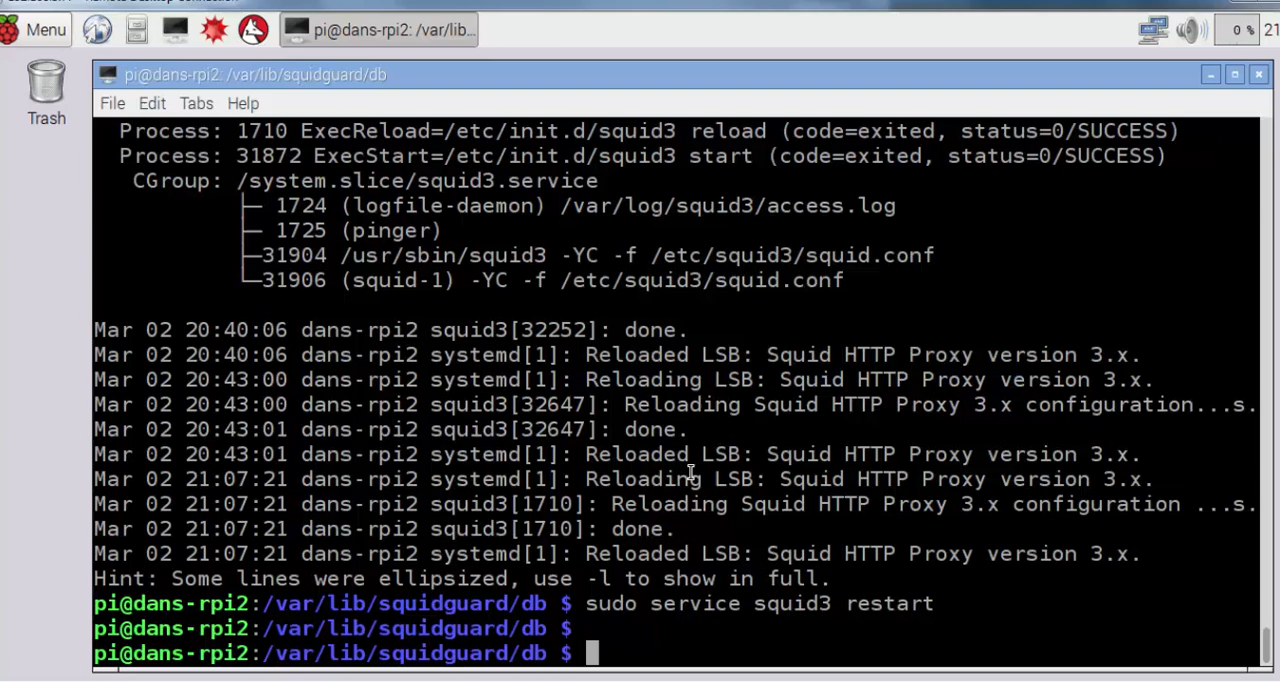 Menu
pi@dans-rpi2: /var/lib...
0 %
21
Trash
pi@dans-rpi2: /var/lib/squidguard/db
File Edit Tabs Help
Process: 1710 ExecReload=/etc/init.d/squid3 reload (code=exited, status=0/SUCCESS)
Process: 31872 ExecStart=/etc/init.d/squid3 start (code=exited, status=0/SUCCESS)
CGroup: /system.slice/squid3.service
├─ 1724 (logfile-daemon) /var/log/squid3/access.log
├─ 1725 (pinger)
├─31904 /usr/sbin/squid3 -YC -f /etc/squid3/squid.conf
└─31906 (squid-1) -YC -f /etc/squid3/squid.conf
Mar 02 20:40:06 dans-rpi2 squid3[32252]: done.
Mar 02 20:40:06 dans-rpi2 systemd[1]: Reloaded LSB: Squid HTTP Proxy version 3.x.
Mar 02 20:43:00 dans-rpi2 systemd[1]: Reloading LSB: Squid HTTP Proxy version 3.x.
Mar 02 20:43:00 dans-rpi2 squid3[32647]: Reloading Squid HTTP Proxy 3.x configuration...s.
Mar 02 20:43:01 dans-rpi2 squid3[32647]: done.
Mar 02 20:43:01 dans-rpi2 systemd[1]: Reloaded LSB: Squid HTTP Proxy version 3.x.
Mar 02 21:07:21 dans-rpi2 systemd[1]: Reloading LSB: Squid HTTP Proxy version 3.x.
Mar 02 21:07:21 dans-rpi2 squid3[1710]: Reloading Squid HTTP Proxy 3.x configuration ...s.
Mar 02 21:07:21 dans-rpi2 squid3[1710]: done.
Mar 02 21:07:21 dans-rpi2 systemd[1]: Reloaded LSB: Squid HTTP Proxy version 3.x.
Hint: Some lines were ellipsized, use -l to show in full.
pi@dans-rpi2:/var/lib/squidguard/db $ sudo service squid3 restart
pi@dans-rpi2:/var/lib/squidguard/db $
pi@dans-rpi2:/var/lib/squidguard/db $